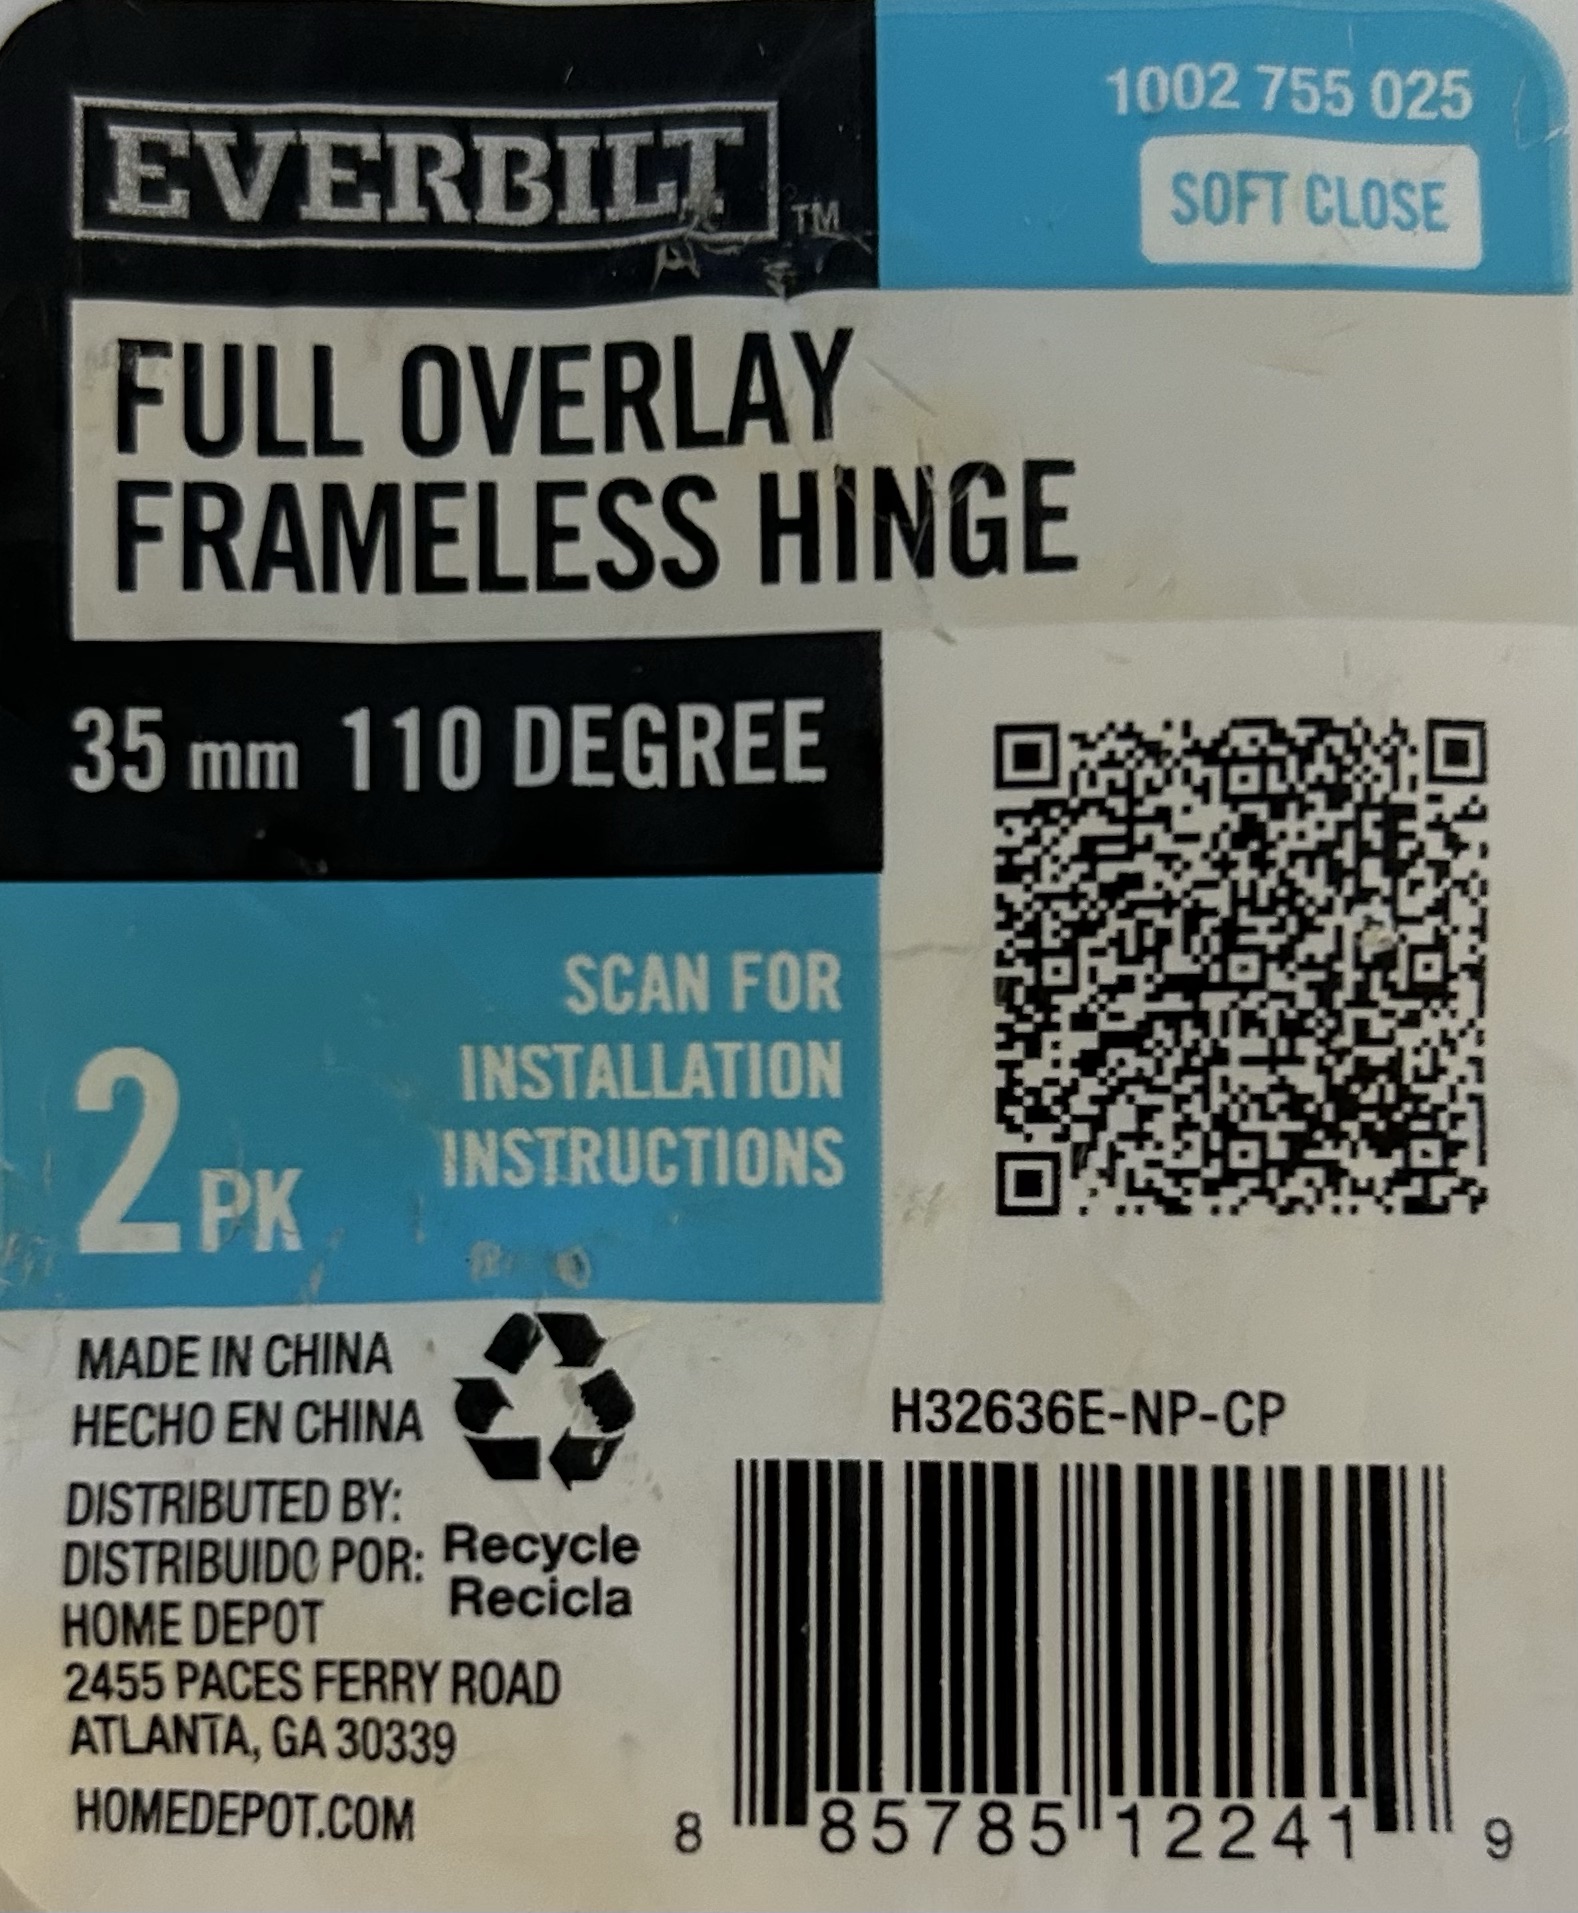 EVERBILT™
1002 755 025
SOFT CLOSE
FULL OVERLAY
FRAMELESS HINGE
35 mm 110 DEGREE
SCAN FOR
INSTALLATION
INSTRUCTIONS
2 PK
MADE IN CHINA
HECHO EN CHINA
DISTRIBUTED BY:
DISTRIBUIDO POR:
HOME DEPOT
2455 PACES FERRY ROAD
ATLANTA, GA 30339
HOMEDEPOT.COM
Recycle
Recicla
H32636E-NP-CP
8 85785 12241 9